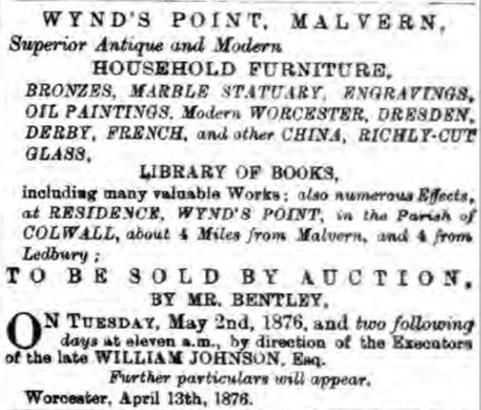 WYND'S POINT, MALVERN,
Superior Antique and Modern
HOUSEHOLD FURNITURE,
BRONZES, MARBLE STATUARY, ENGRAVINGS,
OIL PAINTINGS, Modern WORCESTER, DRESDEN,
DERBY, FRENCH, and other CHINA, RICHLY-CUT
GLASS,
LIBRARY OF BOOKS,
including many valuable Works; also numerous Effects,
at RESIDENCE, WYND'S POINT, in the Parish of
COLWALL, about 4 Miles from Malvern, and 4 from
Ledbury;
TO BE SOLD BY AUCTION,
BY MR. BENTLEY,
ON TUESDAY, May 2nd, 1876, and two following
days at eleven a.m., by direction of the Executors
of the late WILLIAM JOHNSON, Esq.
Further particulars will appear.
Worcester, April 13th, 1876.